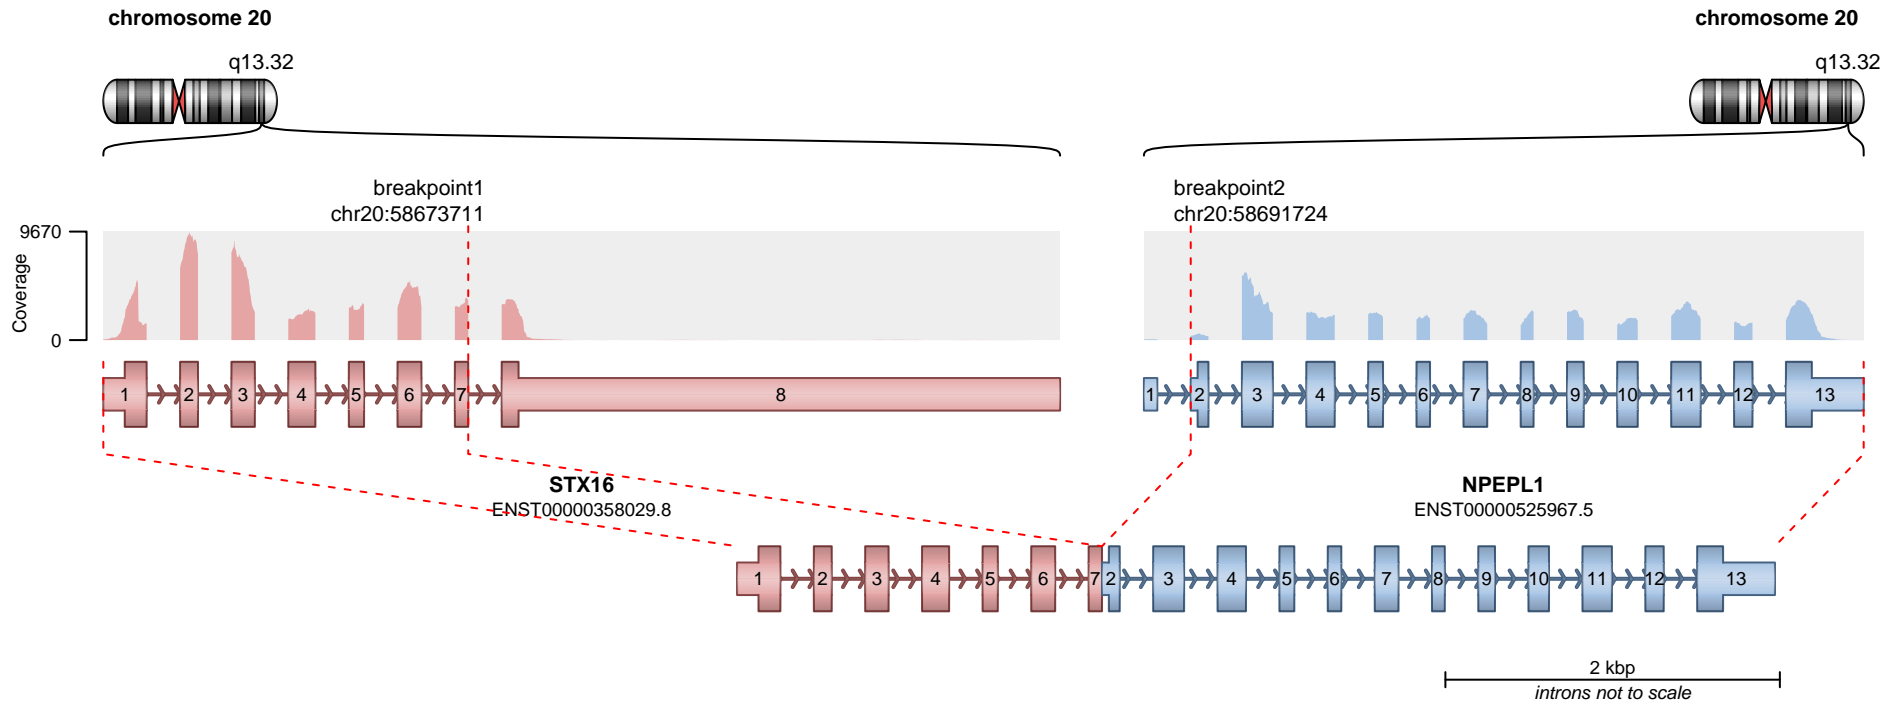 chromosome 20
chromosome 20
q13.32
q13.32
breakpoint1
chr20:58673711
breakpoint2
chr20:58691724
9670
Coverage
0
1 2 3 4 5 6 7 8
1 2 3 4 5 6 7 8 9 10 11 12 13
STX16
ENST00000358029.8
NPEPL1
ENST00000525967.5
1 2 3 4 5 6 7 2 3 4 5 6 7 8 9 10 11 12 13
2 kbp
introns not to scale